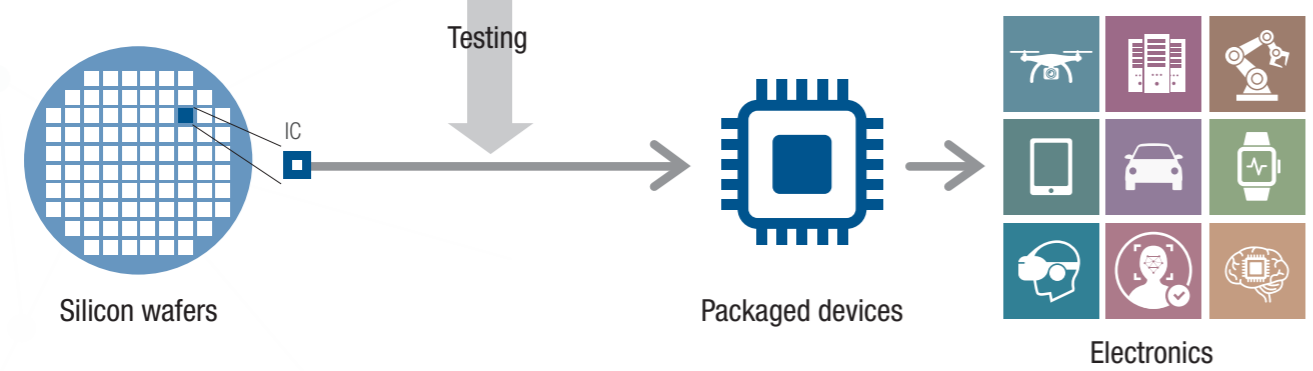 Testing
IC
Silicon wafers
Packaged devices
Electronics